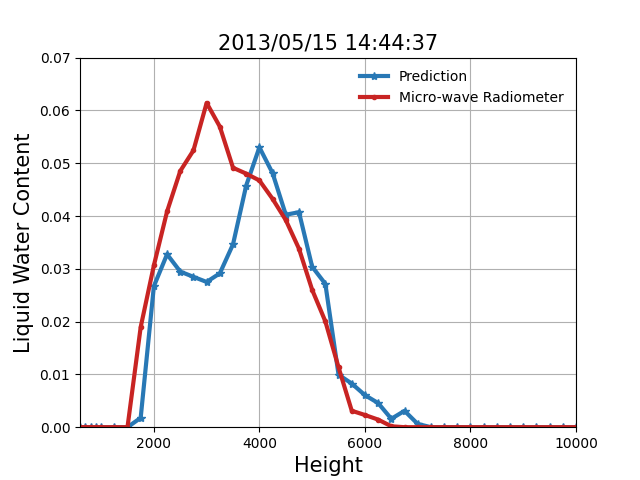 2013/05/15 14:44:37
Prediction
Micro-wave Radiometer
Liquid Water Content
0.07
0.06
0.05
0.04
0.03
0.02
0.01
0.00
2000 4000 6000 8000 10000
Height